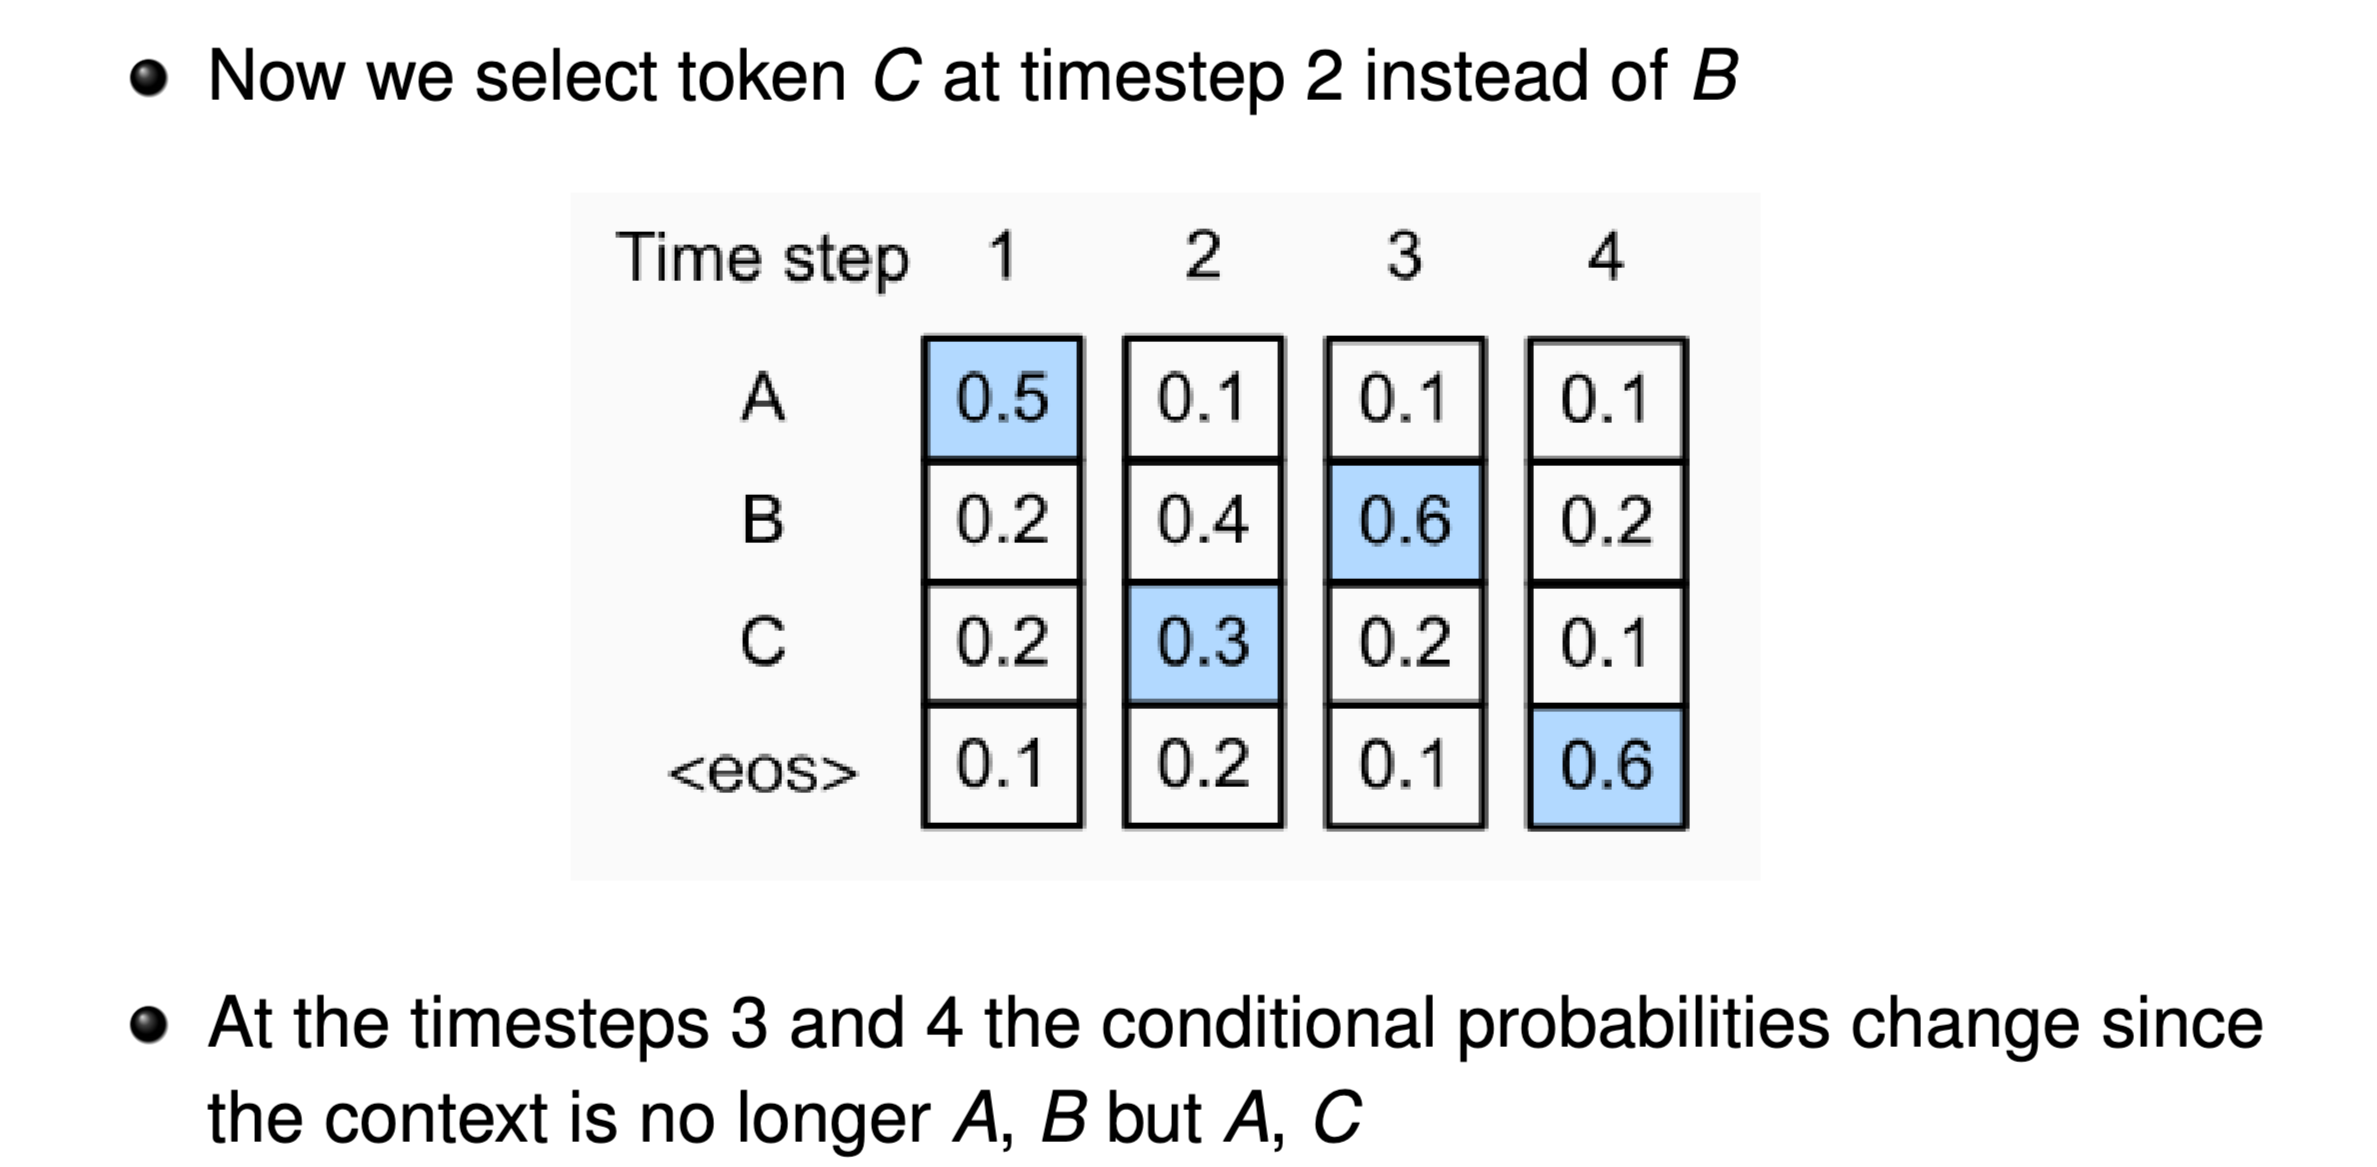 Now we select token C at timestep 2 instead of B
Time step 1 2 3 4
A 0.5 0.1 0.1 0.1
B 0.2 0.4 0.6 0.2
C 0.2 0.3 0.2 0.1
<eos> 0.1 0.2 0.1 0.6
At the timesteps 3 and 4 the conditional probabilities change since
the context is no longer A, B but A, C